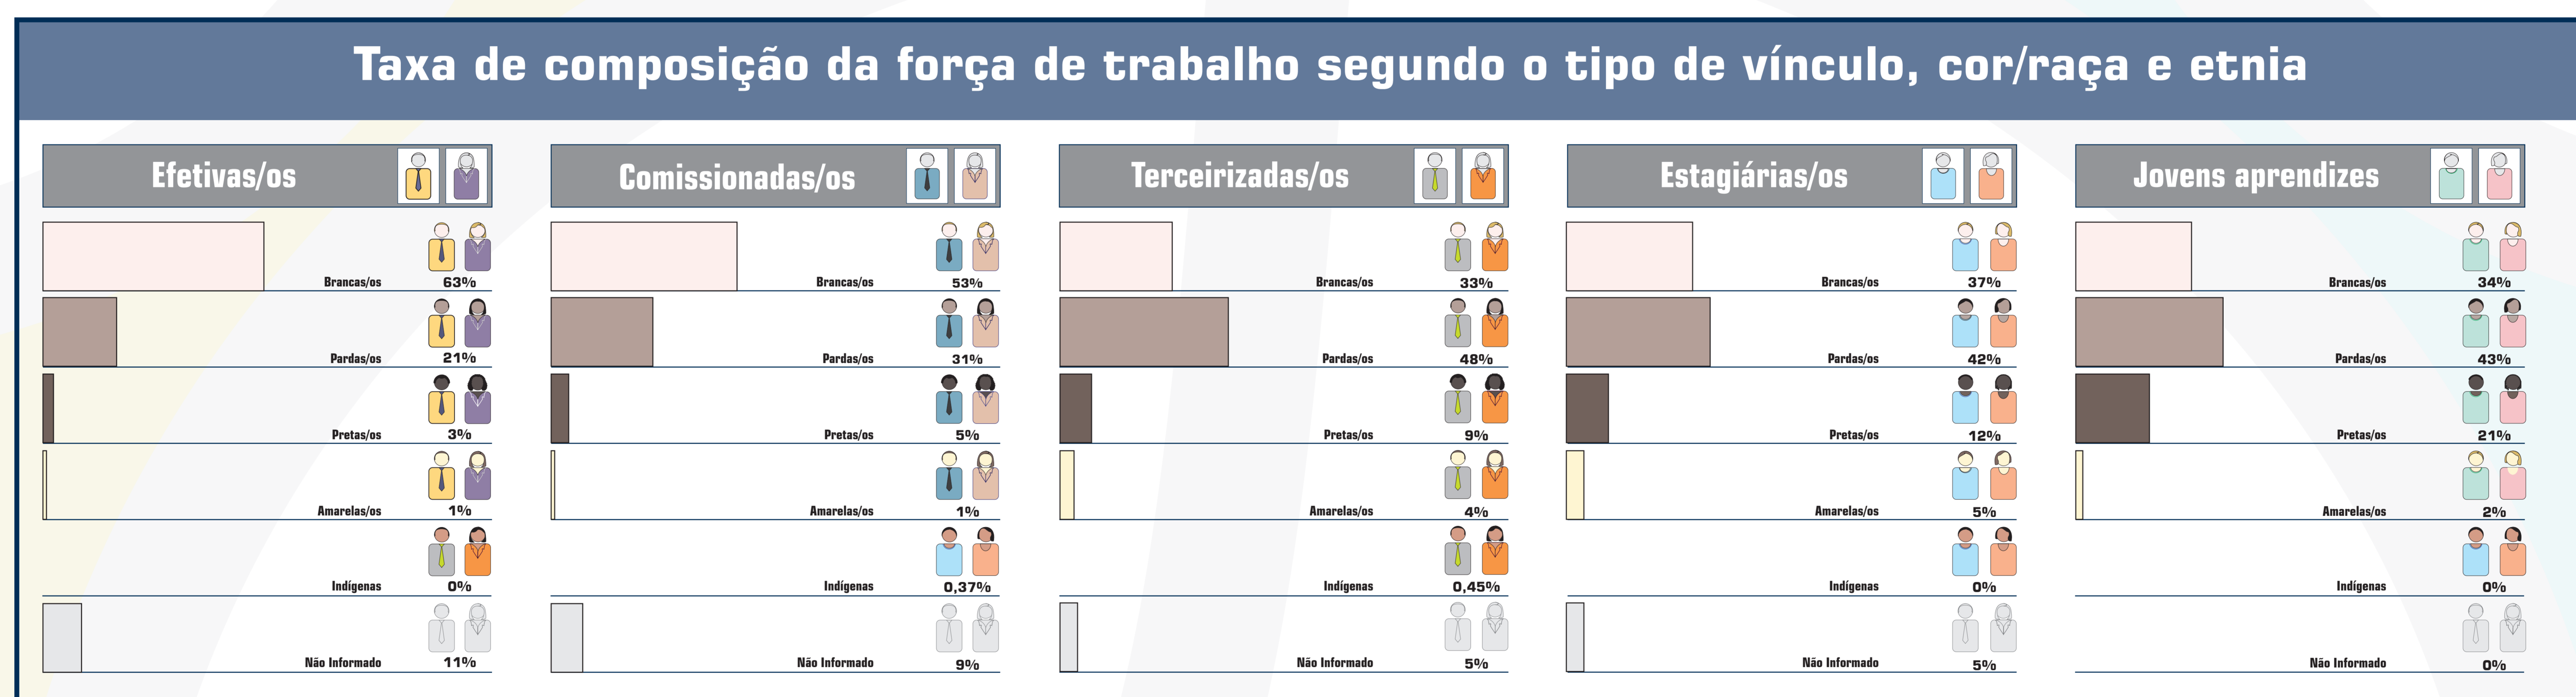 Taxa de composição da força de trabalho segundo o tipo de vínculo, cor/raça e etnia
Efetivas/os
Brancas/os 63%
Pardas/os 21%
Pretas/os 3%
Amarelas/os 1%
Indígenas 0%
Não Informado 11%
Comissionadas/os
Brancas/os 53%
Pardas/os 31%
Pretas/os 5%
Amarelas/os 1%
Indígenas 0,37%
Não Informado 9%
Terceirizadas/os
Brancas/os 33%
Pardas/os 48%
Pretas/os 9%
Amarelas/os 4%
Indígenas 0,45%
Não Informado 5%
Estagiárias/os
Brancas/os 37%
Pardas/os 42%
Pretas/os 12%
Amarelas/os 5%
Indígenas 0%
Não Informado 5%
Jovens aprendizes
Brancas/os 34%
Pardas/os 43%
Pretas/os 21%
Amarelas/os 2%
Indígenas 0%
Não Informado 0%